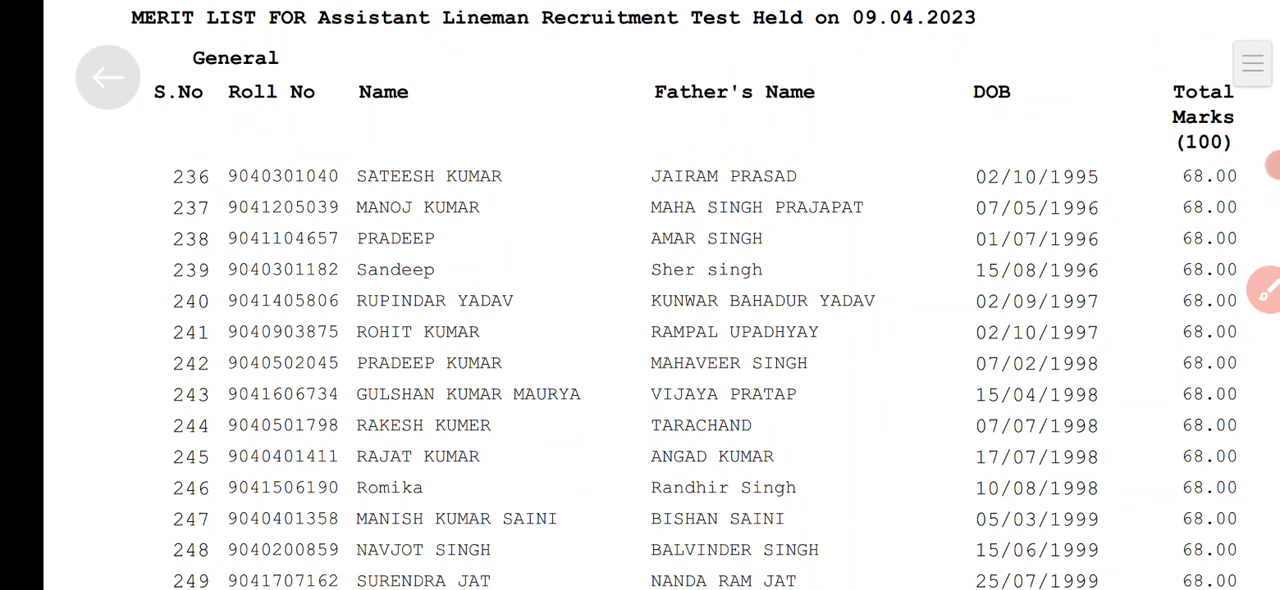 MERIT LIST FOR Assistant Lineman Recruitment Test Held on 09.04.2023
General
S.No Roll No Name Father's Name DOB Total
Marks
(100)
236 9040301040 SATEESH KUMAR JAIRAM PRASAD 02/10/1995 68.00
237 9041205039 MANOJ KUMAR MAHA SINGH PRAJAPAT 07/05/1996 68.00
238 9041104657 PRADEEP AMAR SINGH 01/07/1996 68.00
239 9040301182 Sandeep Sher singh 15/08/1996 68.00
240 9041405806 RUPINDAR YADAV KUNWAR BAHADUR YADAV 02/09/1997 68.00
241 9040903875 ROHIT KUMAR RAMPAL UPADHYAY 02/10/1997 68.00
242 9040502045 PRADEEP KUMAR MAHAVEER SINGH 07/02/1998 68.00
243 9041606734 GULSHAN KUMAR MAURYA VIJAYA PRATAP 15/04/1998 68.00
244 9040501798 RAKESH KUMER TARACHAND 07/07/1998 68.00
245 9040401411 RAJAT KUMAR ANGAD KUMAR 17/07/1998 68.00
246 9041506190 Romika Randhir Singh 10/08/1998 68.00
247 9040401358 MANISH KUMAR SAINI BISHAN SAINI 05/03/1999 68.00
248 9040200859 NAVJOT SINGH BALVINDER SINGH 15/06/1999 68.00
249 9041707162 SURENDRA JAT NANDA RAM JAT 25/07/1999 68.00